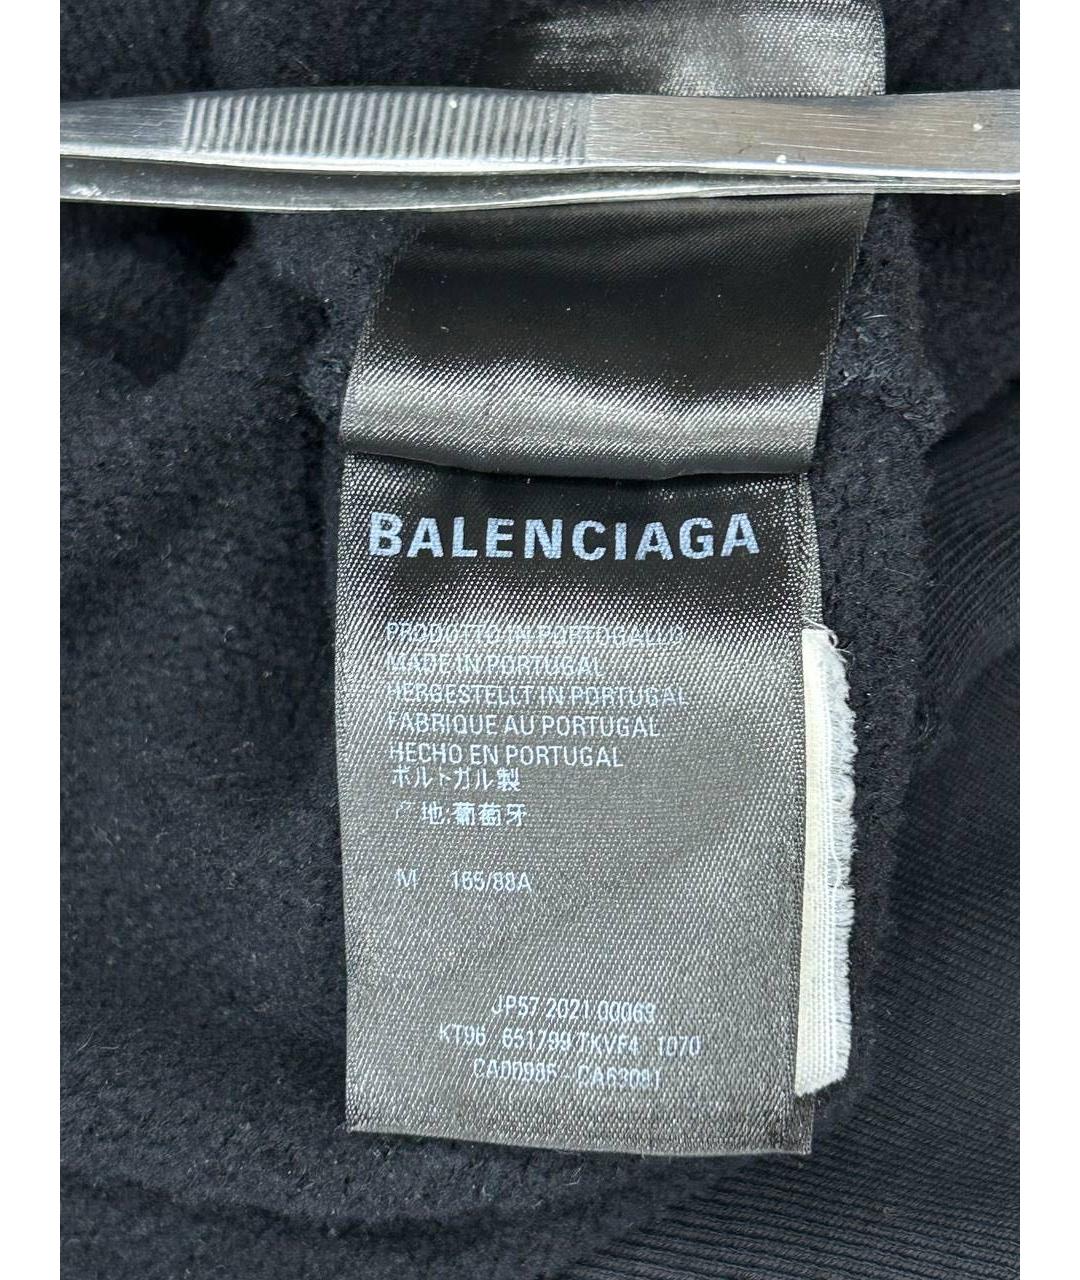 BALENCIAGA
PRODOTTO IN PORTOGALLO
MADE IN PORTUGAL
HERGESTELLT IN PORTUGAL
FABRIQUE AU PORTUGAL
HECHO EN PORTUGAL
ポルトガル製
产地:葡萄牙
M 165/88A
JP57 2021 00069
KT96 651799 TKVF4 1070
CA00985 - CA63081